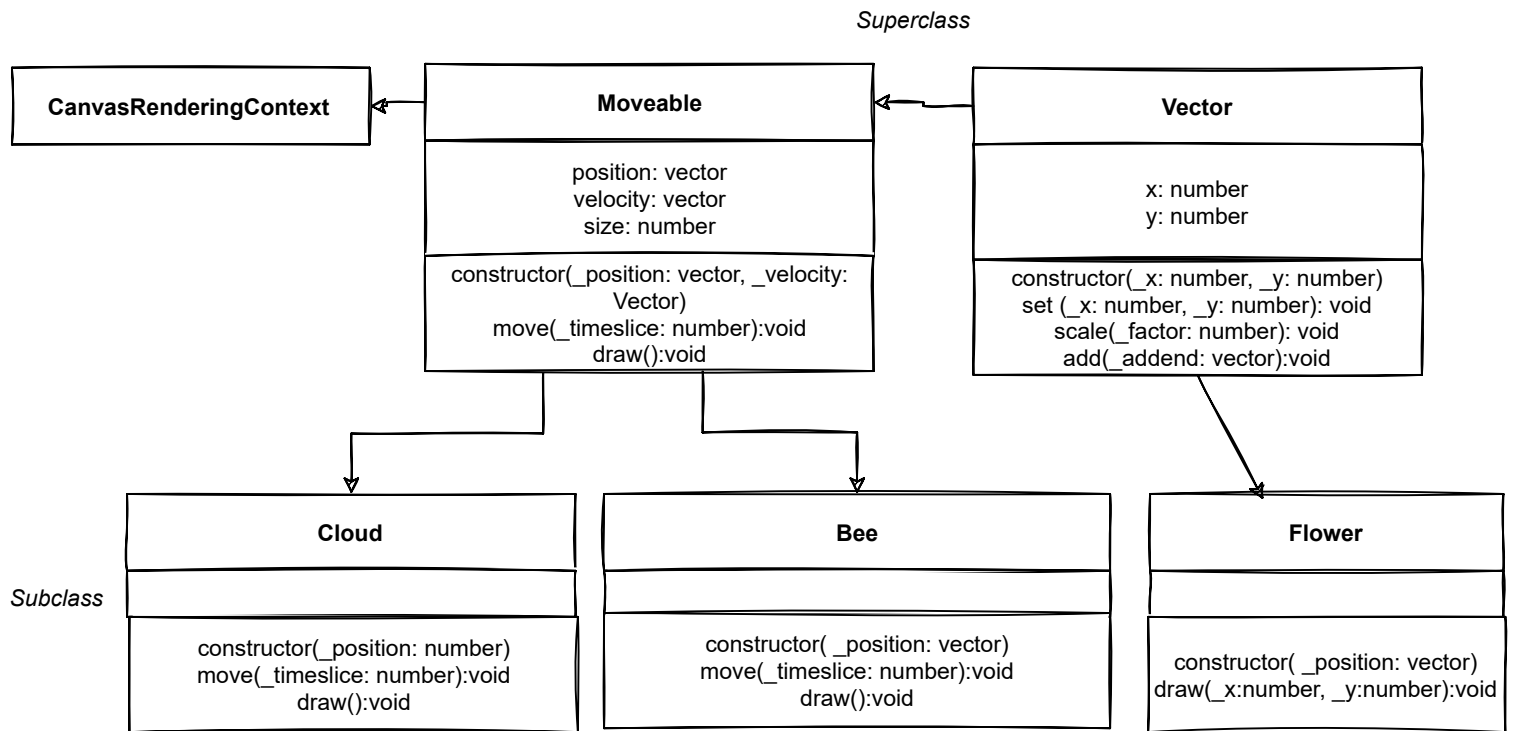 Superclass
CanvasRenderingContext
Moveable
position: vector
velocity: vector
size: number
constructor(_position: vector, _velocity:
Vector)
move(_timeslice: number):void
draw():void
Vector
x: number
y: number
constructor(_x: number, _y: number)
set (_x: number, _y: number): void
scale(_factor: number): void
add(_addend: vector):void
Subclass
Cloud
constructor(_position: number)
move(_timeslice: number):void
draw():void
Bee
constructor( _position: vector)
move(_timeslice: number):void
draw():void
Flower
constructor( _position: vector)
draw(_x:number, _y:number):void